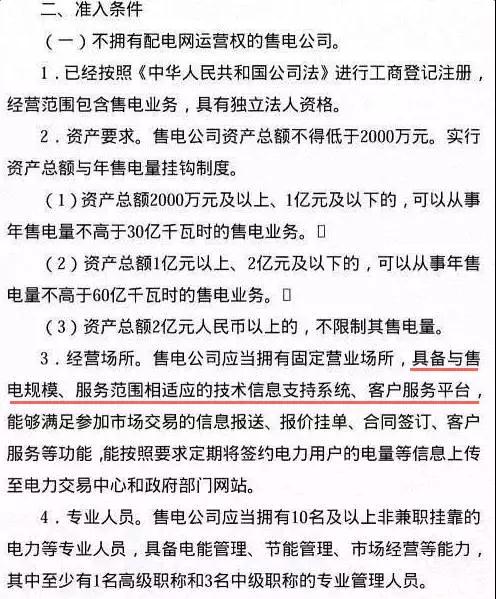 二、准入条件
（一）不拥有配电网运营权的售电公司。
1．已经按照《中华人民共和国公司法》进行工商登记注册，
经营范围包含售电业务，具有独立法人资格。
2．资产要求。售电公司资产总额不得低于2000万元。实行
资产总额与年售电量挂钩制度。
（1）资产总额2000万元及以上、1亿元及以下的，可以从事
年售电量不高于30亿千瓦时的售电业务。
（2）资产总额1亿元以上、2亿元及以下的，可以从事年售
电量不高于60亿千瓦时的售电业务。
（3）资产总额2亿元人民币以上的，不限制其售电量。
3．经营场所。售电公司应当拥有固定营业场所，具备与售
电规模、服务范围相适应的技术信息支持系统、客户服务平台，
能够满足参加市场交易的信息报送、报价挂单、合同签订、客户
服务等功能，能按照要求定期将签约电力用户的电量等信息上传
至电力交易中心和政府部门网站。
4．专业人员。售电公司应当拥有10名及以上非兼职挂靠的
电力等专业人员，具备电能管理、节能管理、市场经营等能力，
其中至少有1名高级职称和3名中级职称的专业管理人员。